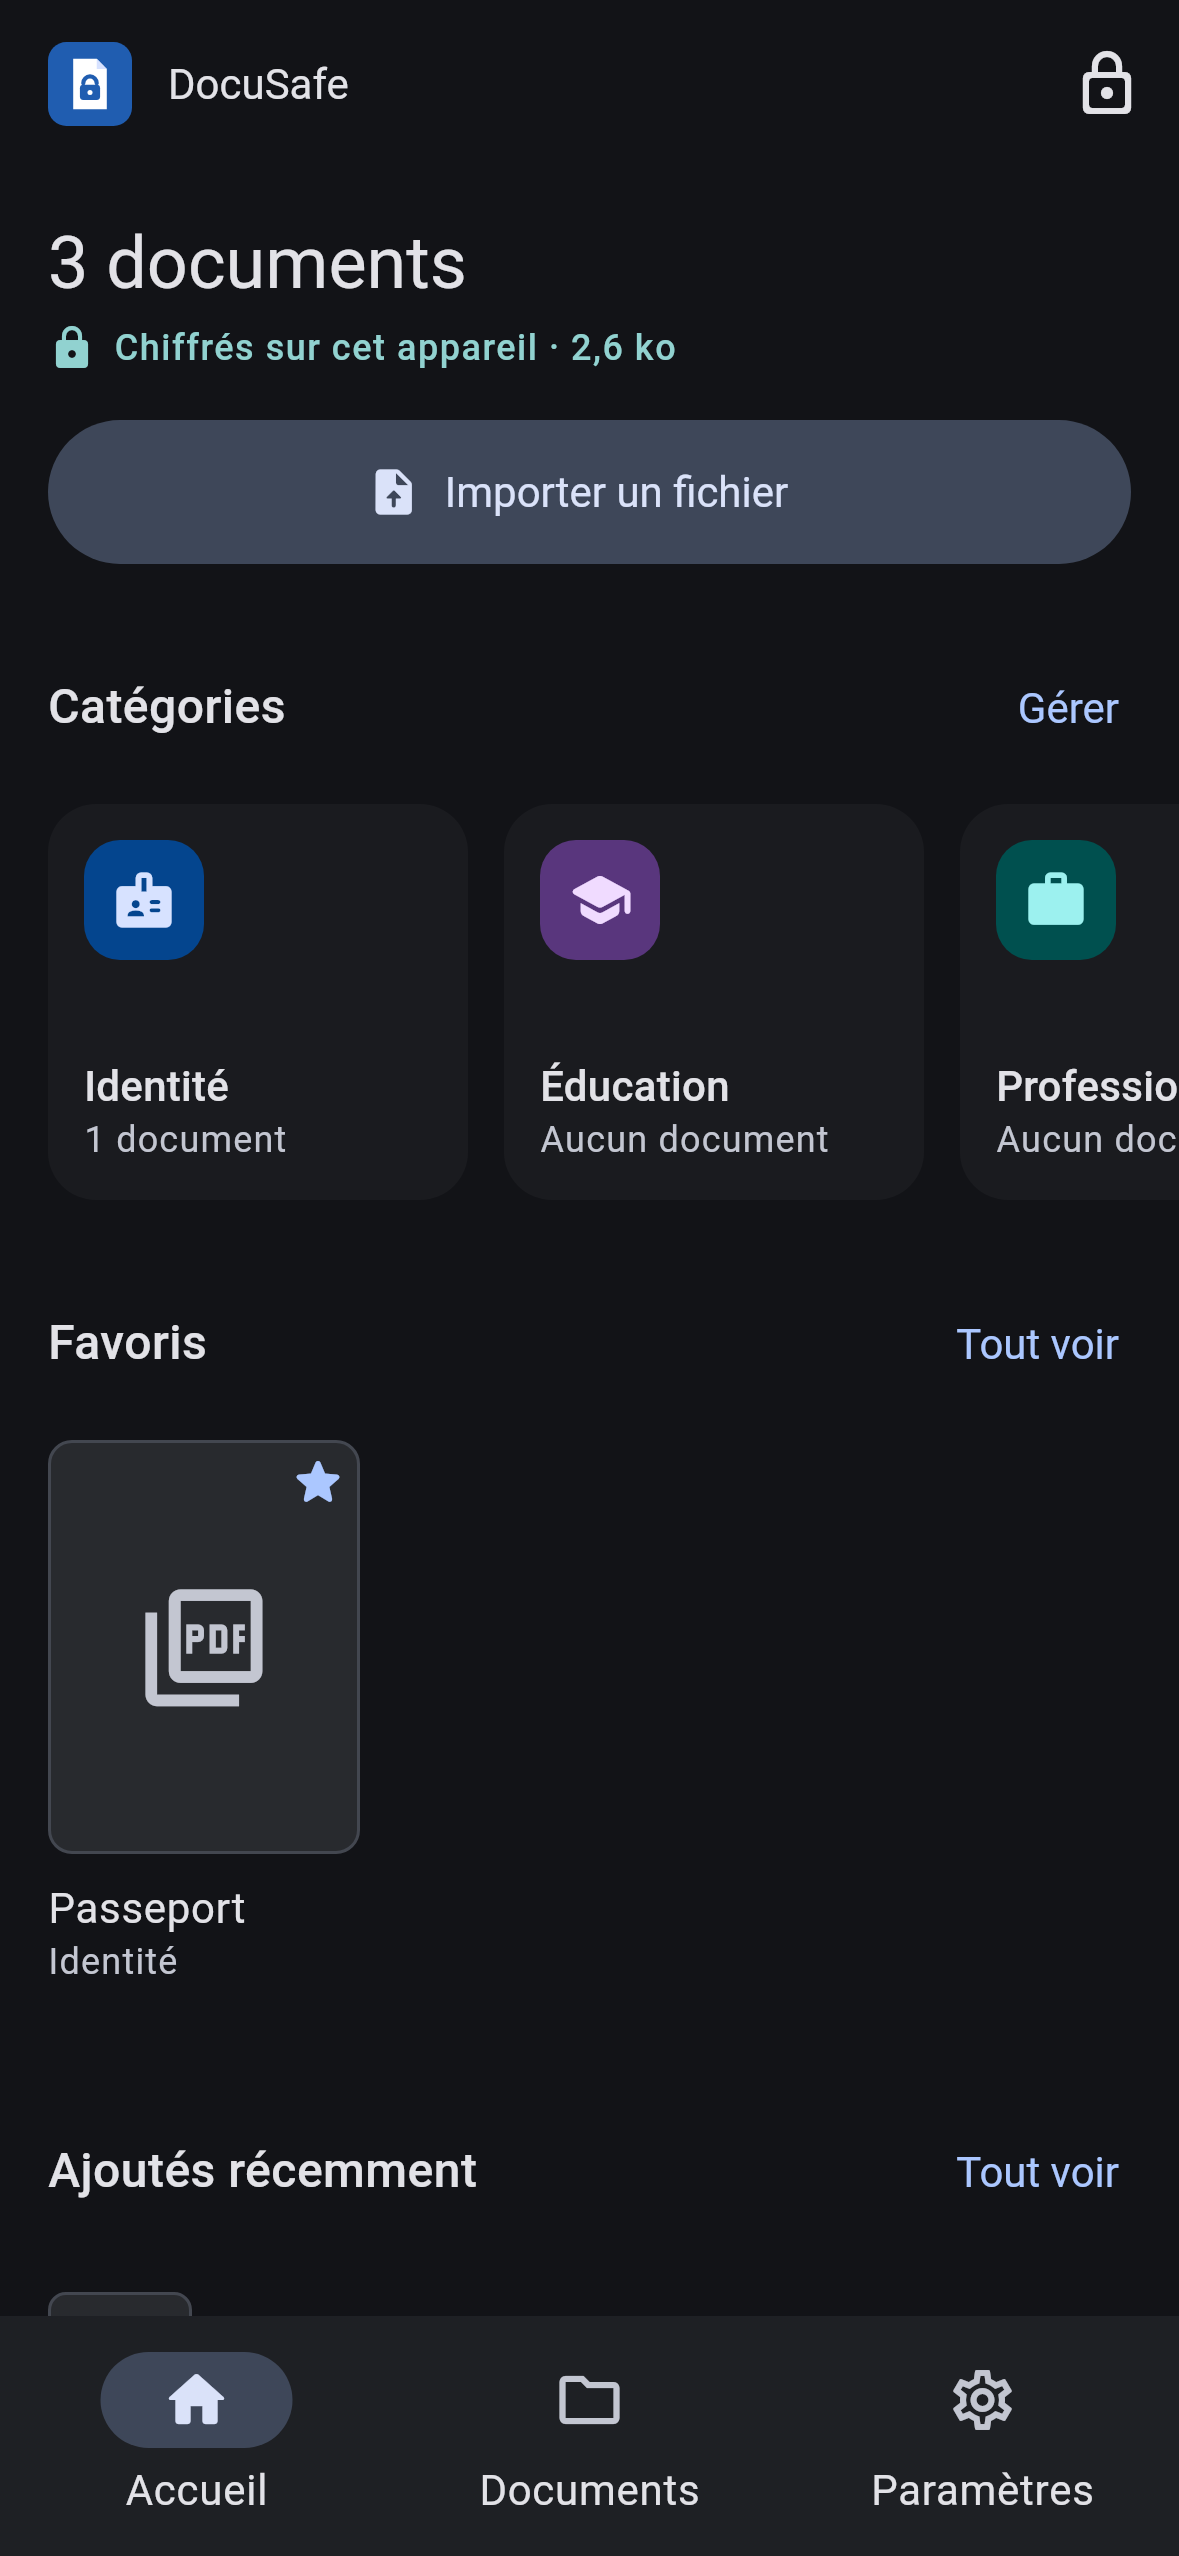 DocuSafe
3 documents
Chiffrés sur cet appareil · 2,6 ko
Importer un fichier
Catégories
Gérer
Identité
1 document
Éducation
Aucun document
Professio
Aucun doc
Favoris
Tout voir
PDF
Passeport
Identité
Ajoutés récemment
Tout voir
Accueil
Documents
Paramètres